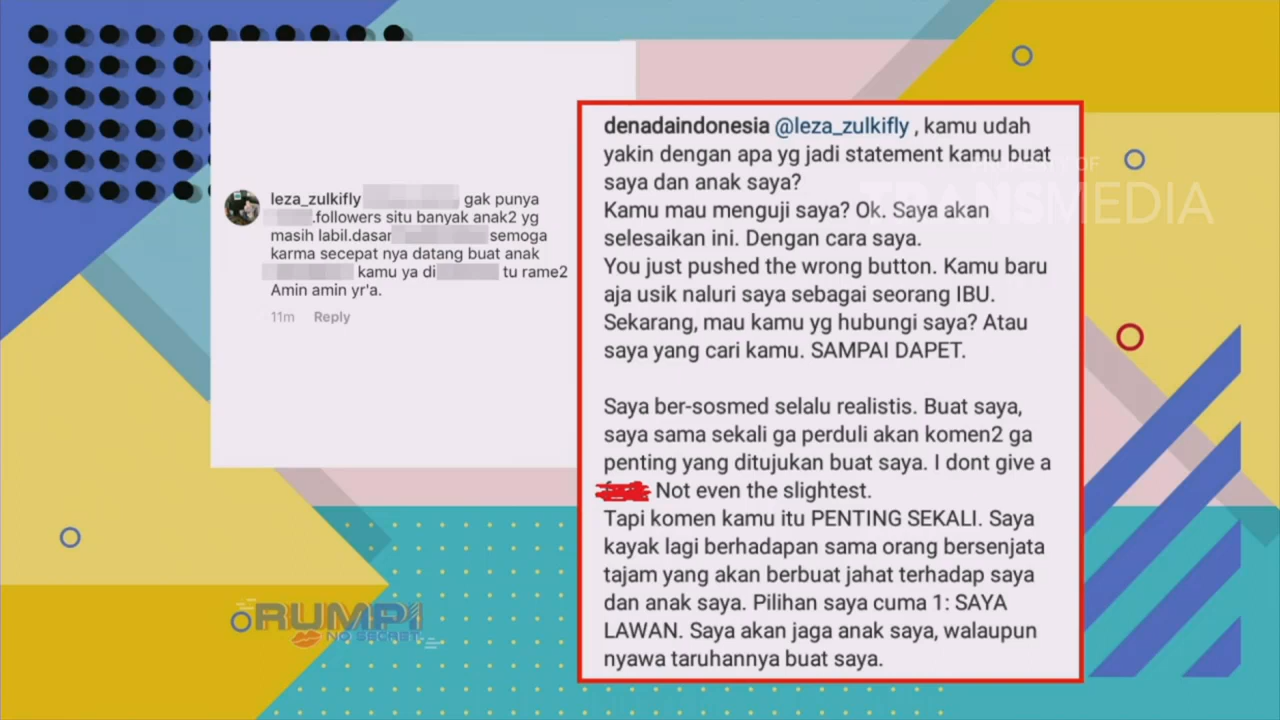 leza_zulkifly gak punya
.followers situ banyak anak2 yg
masih labil.dasar semoga
karma secepat nya datang buat anak
kamu ya di tu rame2
Amin amin yr'a.
11m Reply
denadaindonesia @leza_zulkifly , kamu udah
yakin dengan apa yg jadi statement kamu buat
saya dan anak saya?
Kamu mau menguji saya? Ok. Saya akan
selesaikan ini. Dengan cara saya.
You just pushed the wrong button. Kamu baru
aja usik naluri saya sebagai seorang IBU.
Sekarang, mau kamu yg hubungi saya? Atau
saya yang cari kamu. SAMPAI DAPET.
Saya ber-sosmed selalu realistis. Buat saya,
saya sama sekali ga perduli akan komen2 ga
penting yang ditujukan buat saya. I dont give a
Not even the slightest.
Tapi komen kamu itu PENTING SEKALI. Saya
kayak lagi berhadapan sama orang bersenjata
tajam yang akan berbuat jahat terhadap saya
dan anak saya. Pilihan saya cuma 1: SAYA
LAWAN. Saya akan jaga anak saya, walaupun
nyawa taruhannya buat saya.
PROPERTY OF
TRANSMEDIA
RUMPI
NO SECRET